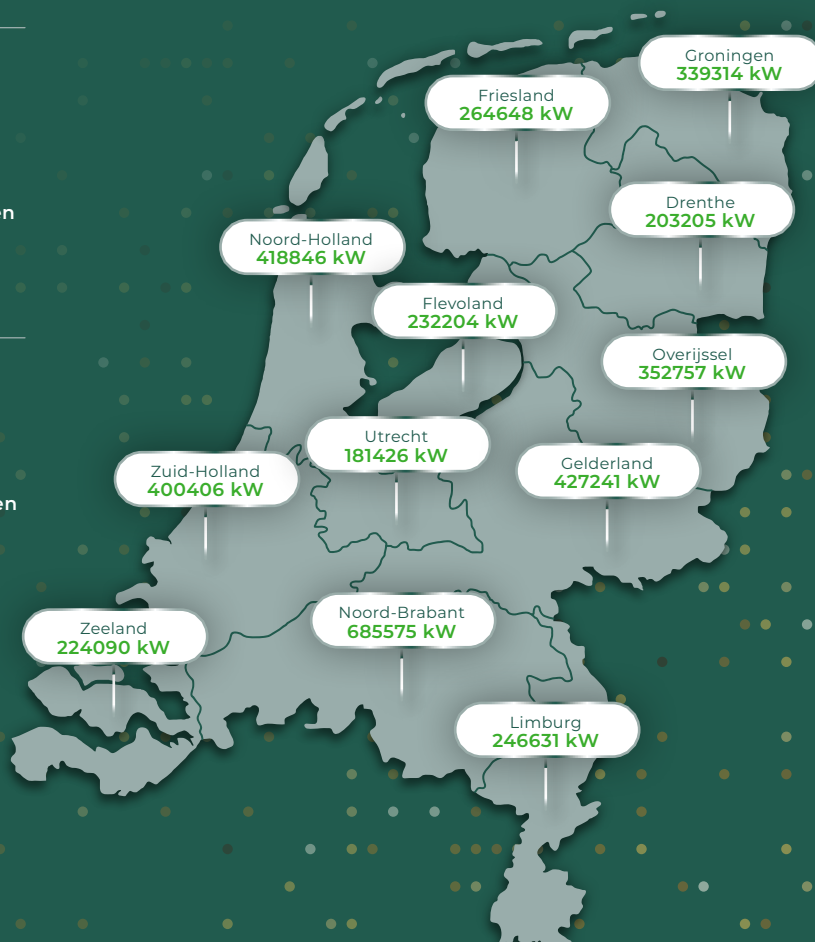 Groningen
339314 kW
Friesland
264648 kW
en
Drenthe
203205 kW
Noord-Holland
418846 kW
Flevoland
232204 kW
Overijssel
352757 kW
Utrecht
181426 kW
Zuid-Holland
400406 kW
Gelderland
427241 kW
en
Noord-Brabant
685575 kW
Zeeland
224090 kW
Limburg
246631 kW